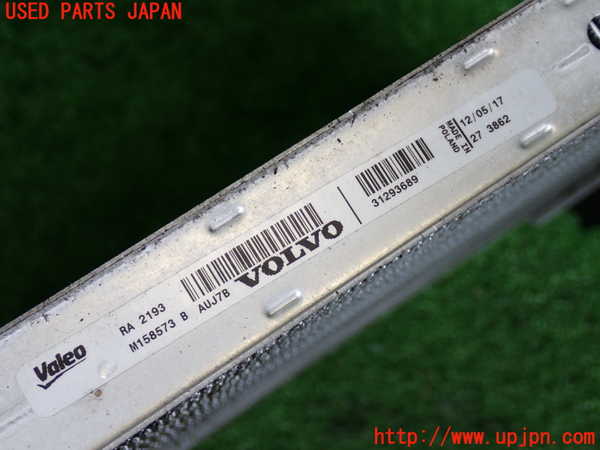 USED PARTS JAPAN
Valeo
RA 2193
M158573 B AUJ7B
VOLVO
31293689
MADE IN
POLAND
12/05/17
27 3862
http://www.upjpn.com/